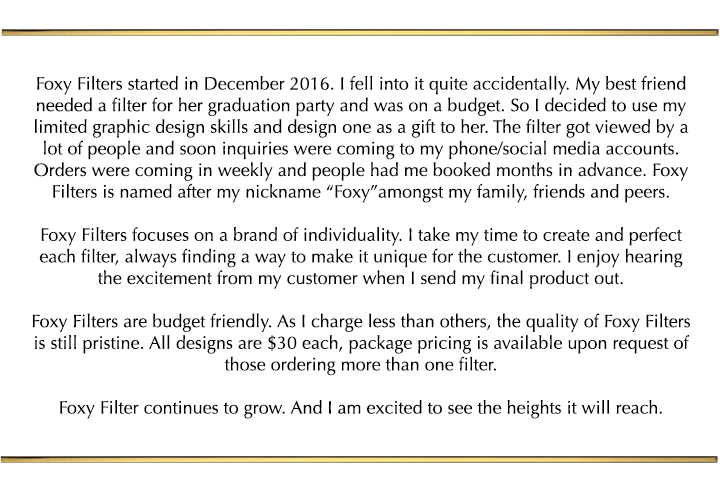 Foxy Filters started in December 2016. I fell into it quite accidentally. My best friend
needed a filter for her graduation party and was on a budget. So I decided to use my
limited graphic design skills and design one as a gift to her. The filter got viewed by a
lot of people and soon inquiries were coming to my phone/social media accounts.
Orders were coming in weekly and people had me booked months in advance. Foxy
Filters is named after my nickname “Foxy”amongst my family, friends and peers.
Foxy Filters focuses on a brand of individuality. I take my time to create and perfect
each filter, always finding a way to make it unique for the customer. I enjoy hearing
the excitement from my customer when I send my final product out.
Foxy Filters are budget friendly. As I charge less than others, the quality of Foxy Filters
is still pristine. All designs are $30 each, package pricing is available upon request of
those ordering more than one filter.
Foxy Filter continues to grow. And I am excited to see the heights it will reach.